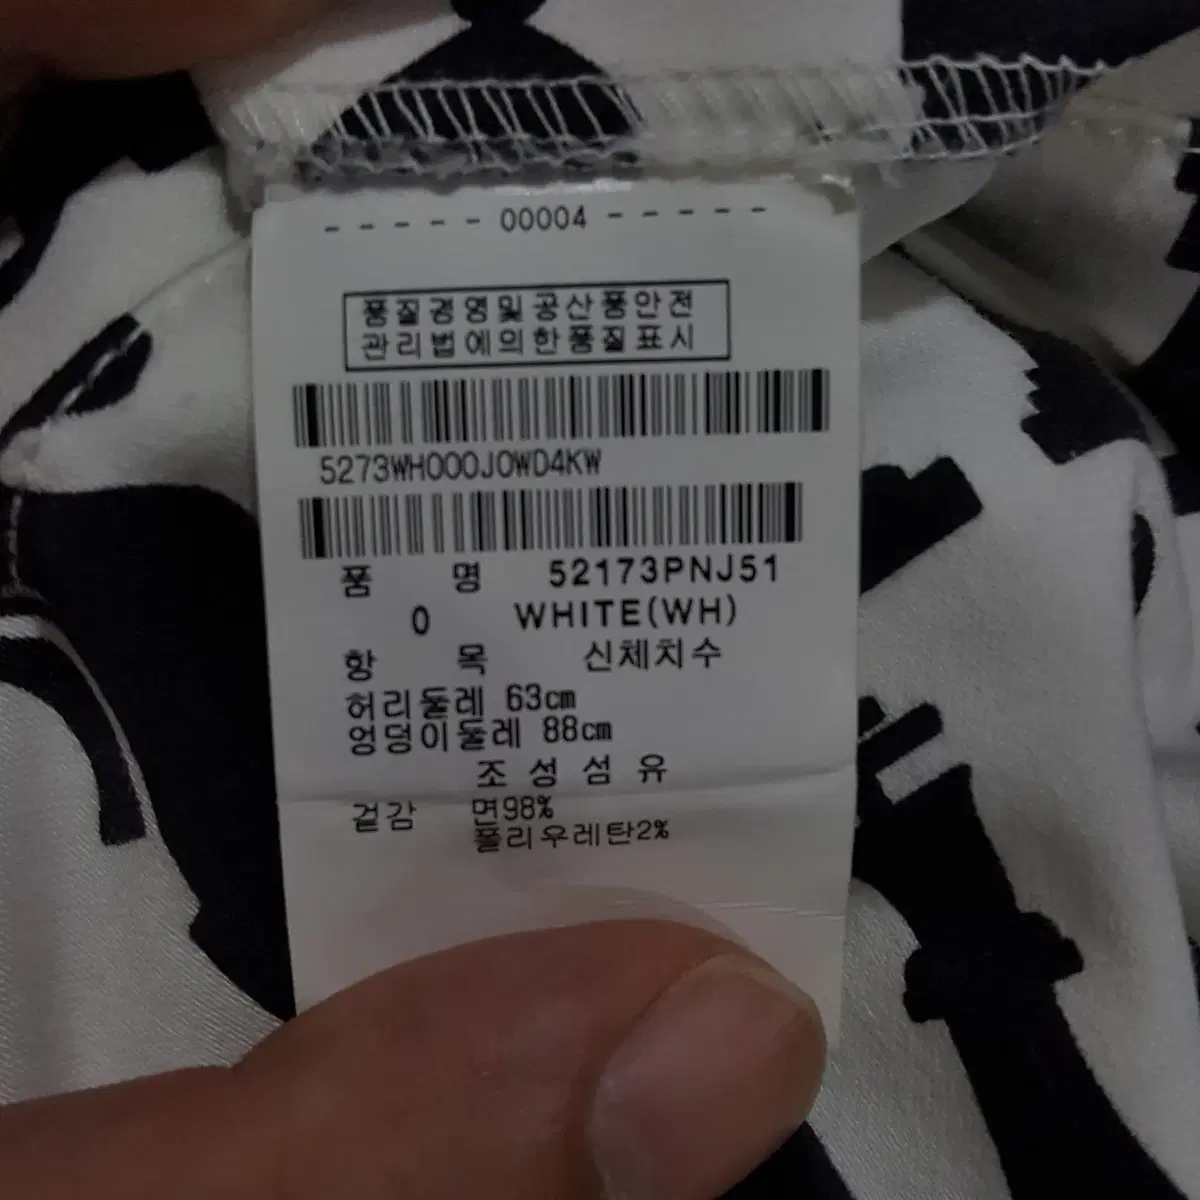 - - - - - 00004 - - - - -
품질경영및공산품안전
관리법에의한품질표시
5273WH000J0WD4KW
품 명 52173PNJ51
0 WHITE(WH)
항 목 신체치수
허리둘레 63cm
엉덩이둘레 88cm
조성섬유
겉감 면98%
폴리우레탄2%